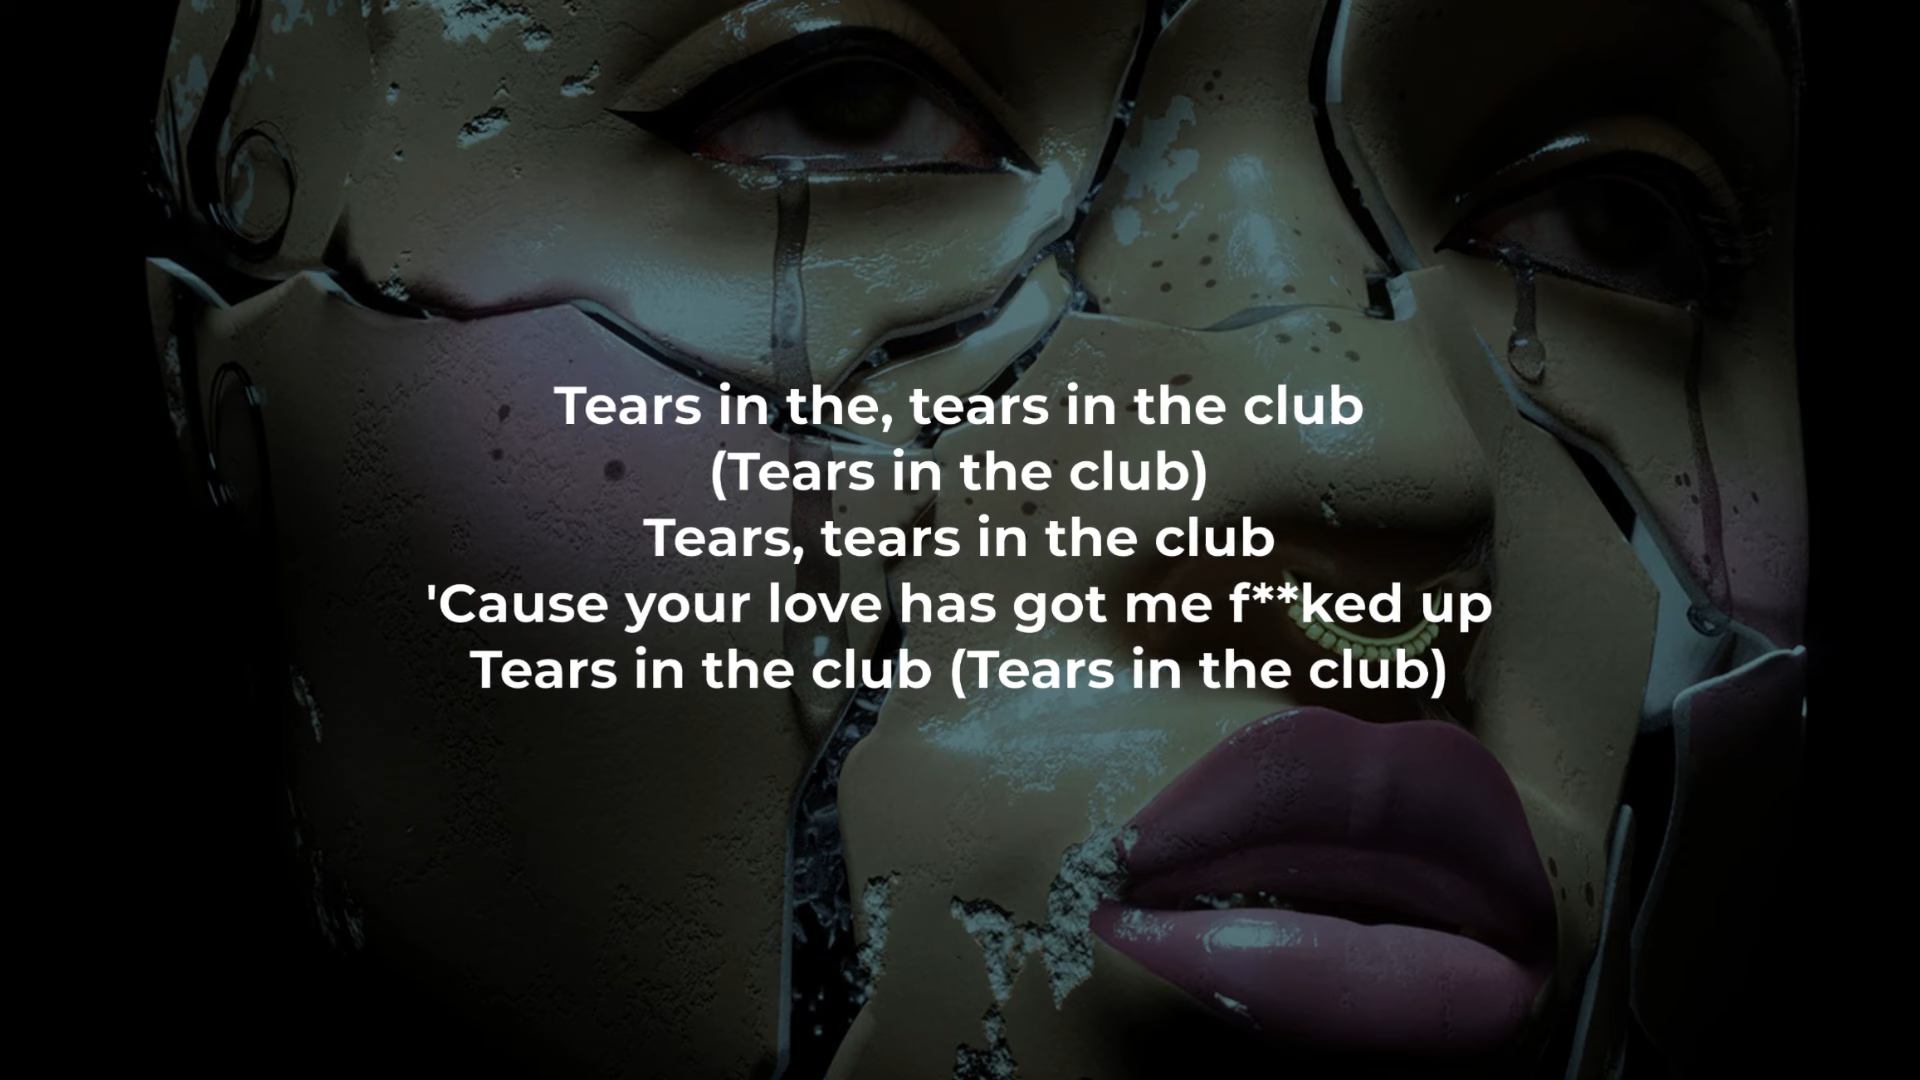 Tears in the, tears in the club
(Tears in the club)
Tears, tears in the club
'Cause your love has got me f**ked up
Tears in the club (Tears in the club)